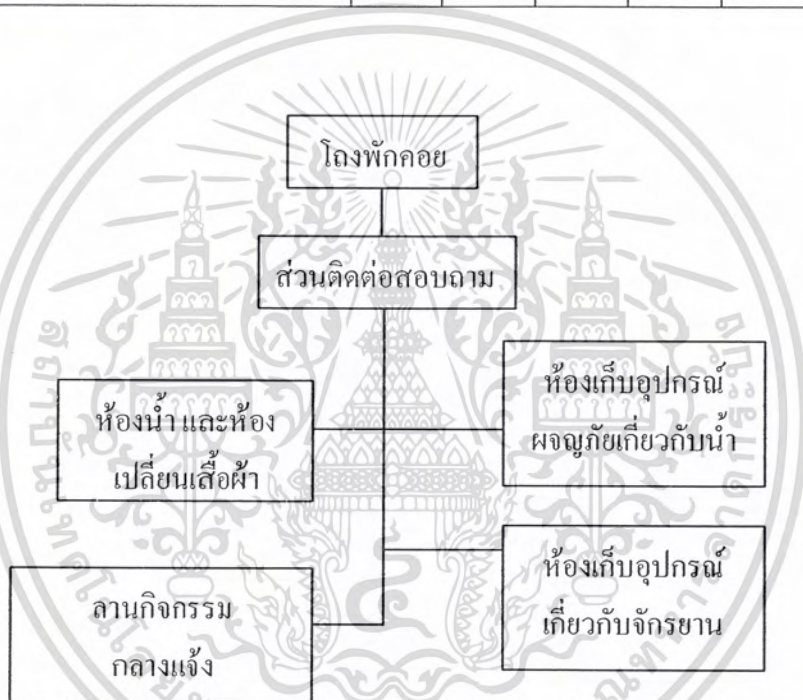 โถงพักคอย
ส่วนติดต่อสอบถาม
ห้องน้ำ และห้อง
เปลี่ยนเสื้อผ้า
ห้องเก็บอุปกรณ์
ผจญภัยเกี่ยวกับน้ำ
ห้องเก็บอุปกรณ์
เกี่ยวกับจักรยาน
ลานกิจกรรม
กลางแจ้ง